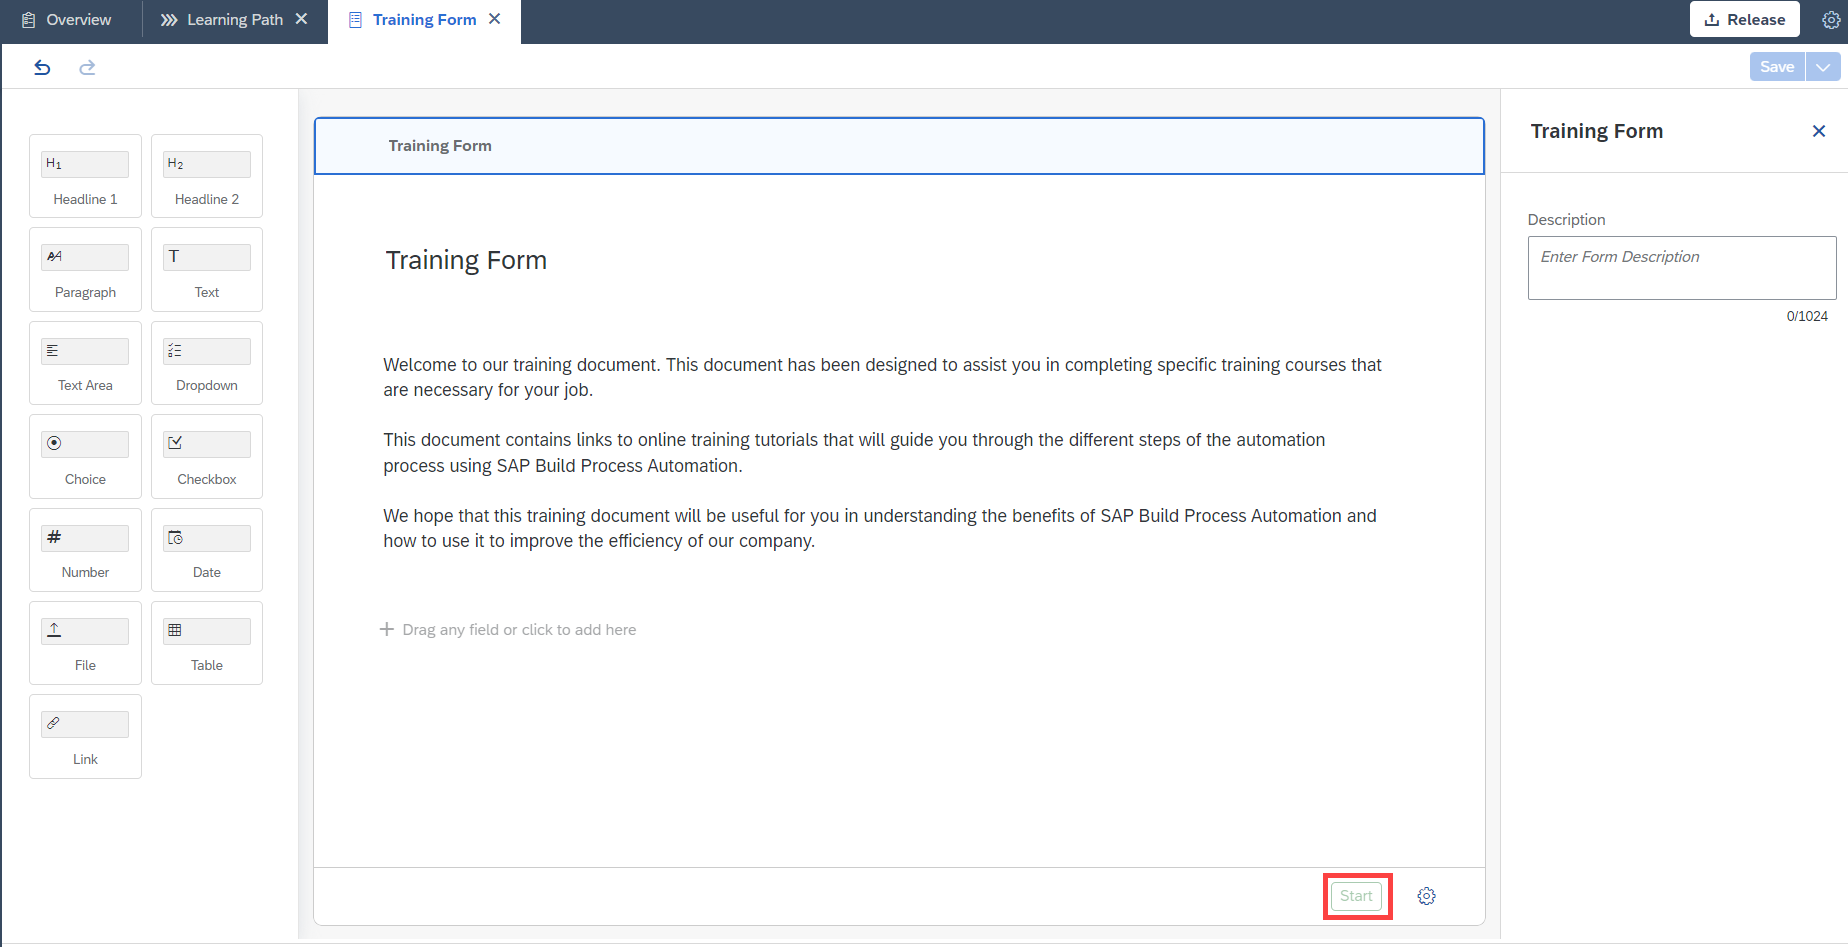 Overview
Learning Path
Training Form
Release
Save
H1
Headline 1
H2
Headline 2
AA
Paragraph
T
Text
Text Area
Dropdown
Choice
Checkbox
#
Number
Date
File
Table
Link
Training Form
Training Form
Welcome to our training document. This document has been designed to assist you in completing specific training courses that
are necessary for your job.
This document contains links to online training tutorials that will guide you through the different steps of the automation
process using SAP Build Process Automation.
We hope that this training document will be useful for you in understanding the benefits of SAP Build Process Automation and
how to use it to improve the efficiency of our company.
Drag any field or click to add here
Start
Training Form
Description
Enter Form Description
0/1024